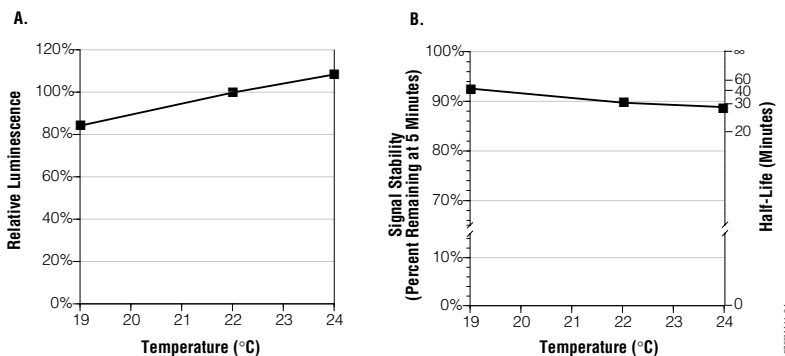 A.
Relative Luminescence
120%
100%
80%
60%
40%
20%
0%
19 20 21 22 23 24
Temperature (°C)
B.
Signal Stability
(Percent Remaining at 5 Minutes)
100%
90%
80%
70%
10%
0%
∞
60
40
30
20
0
Half-Life (Minutes)
19 20 21 22 23 24
Temperature (°C)